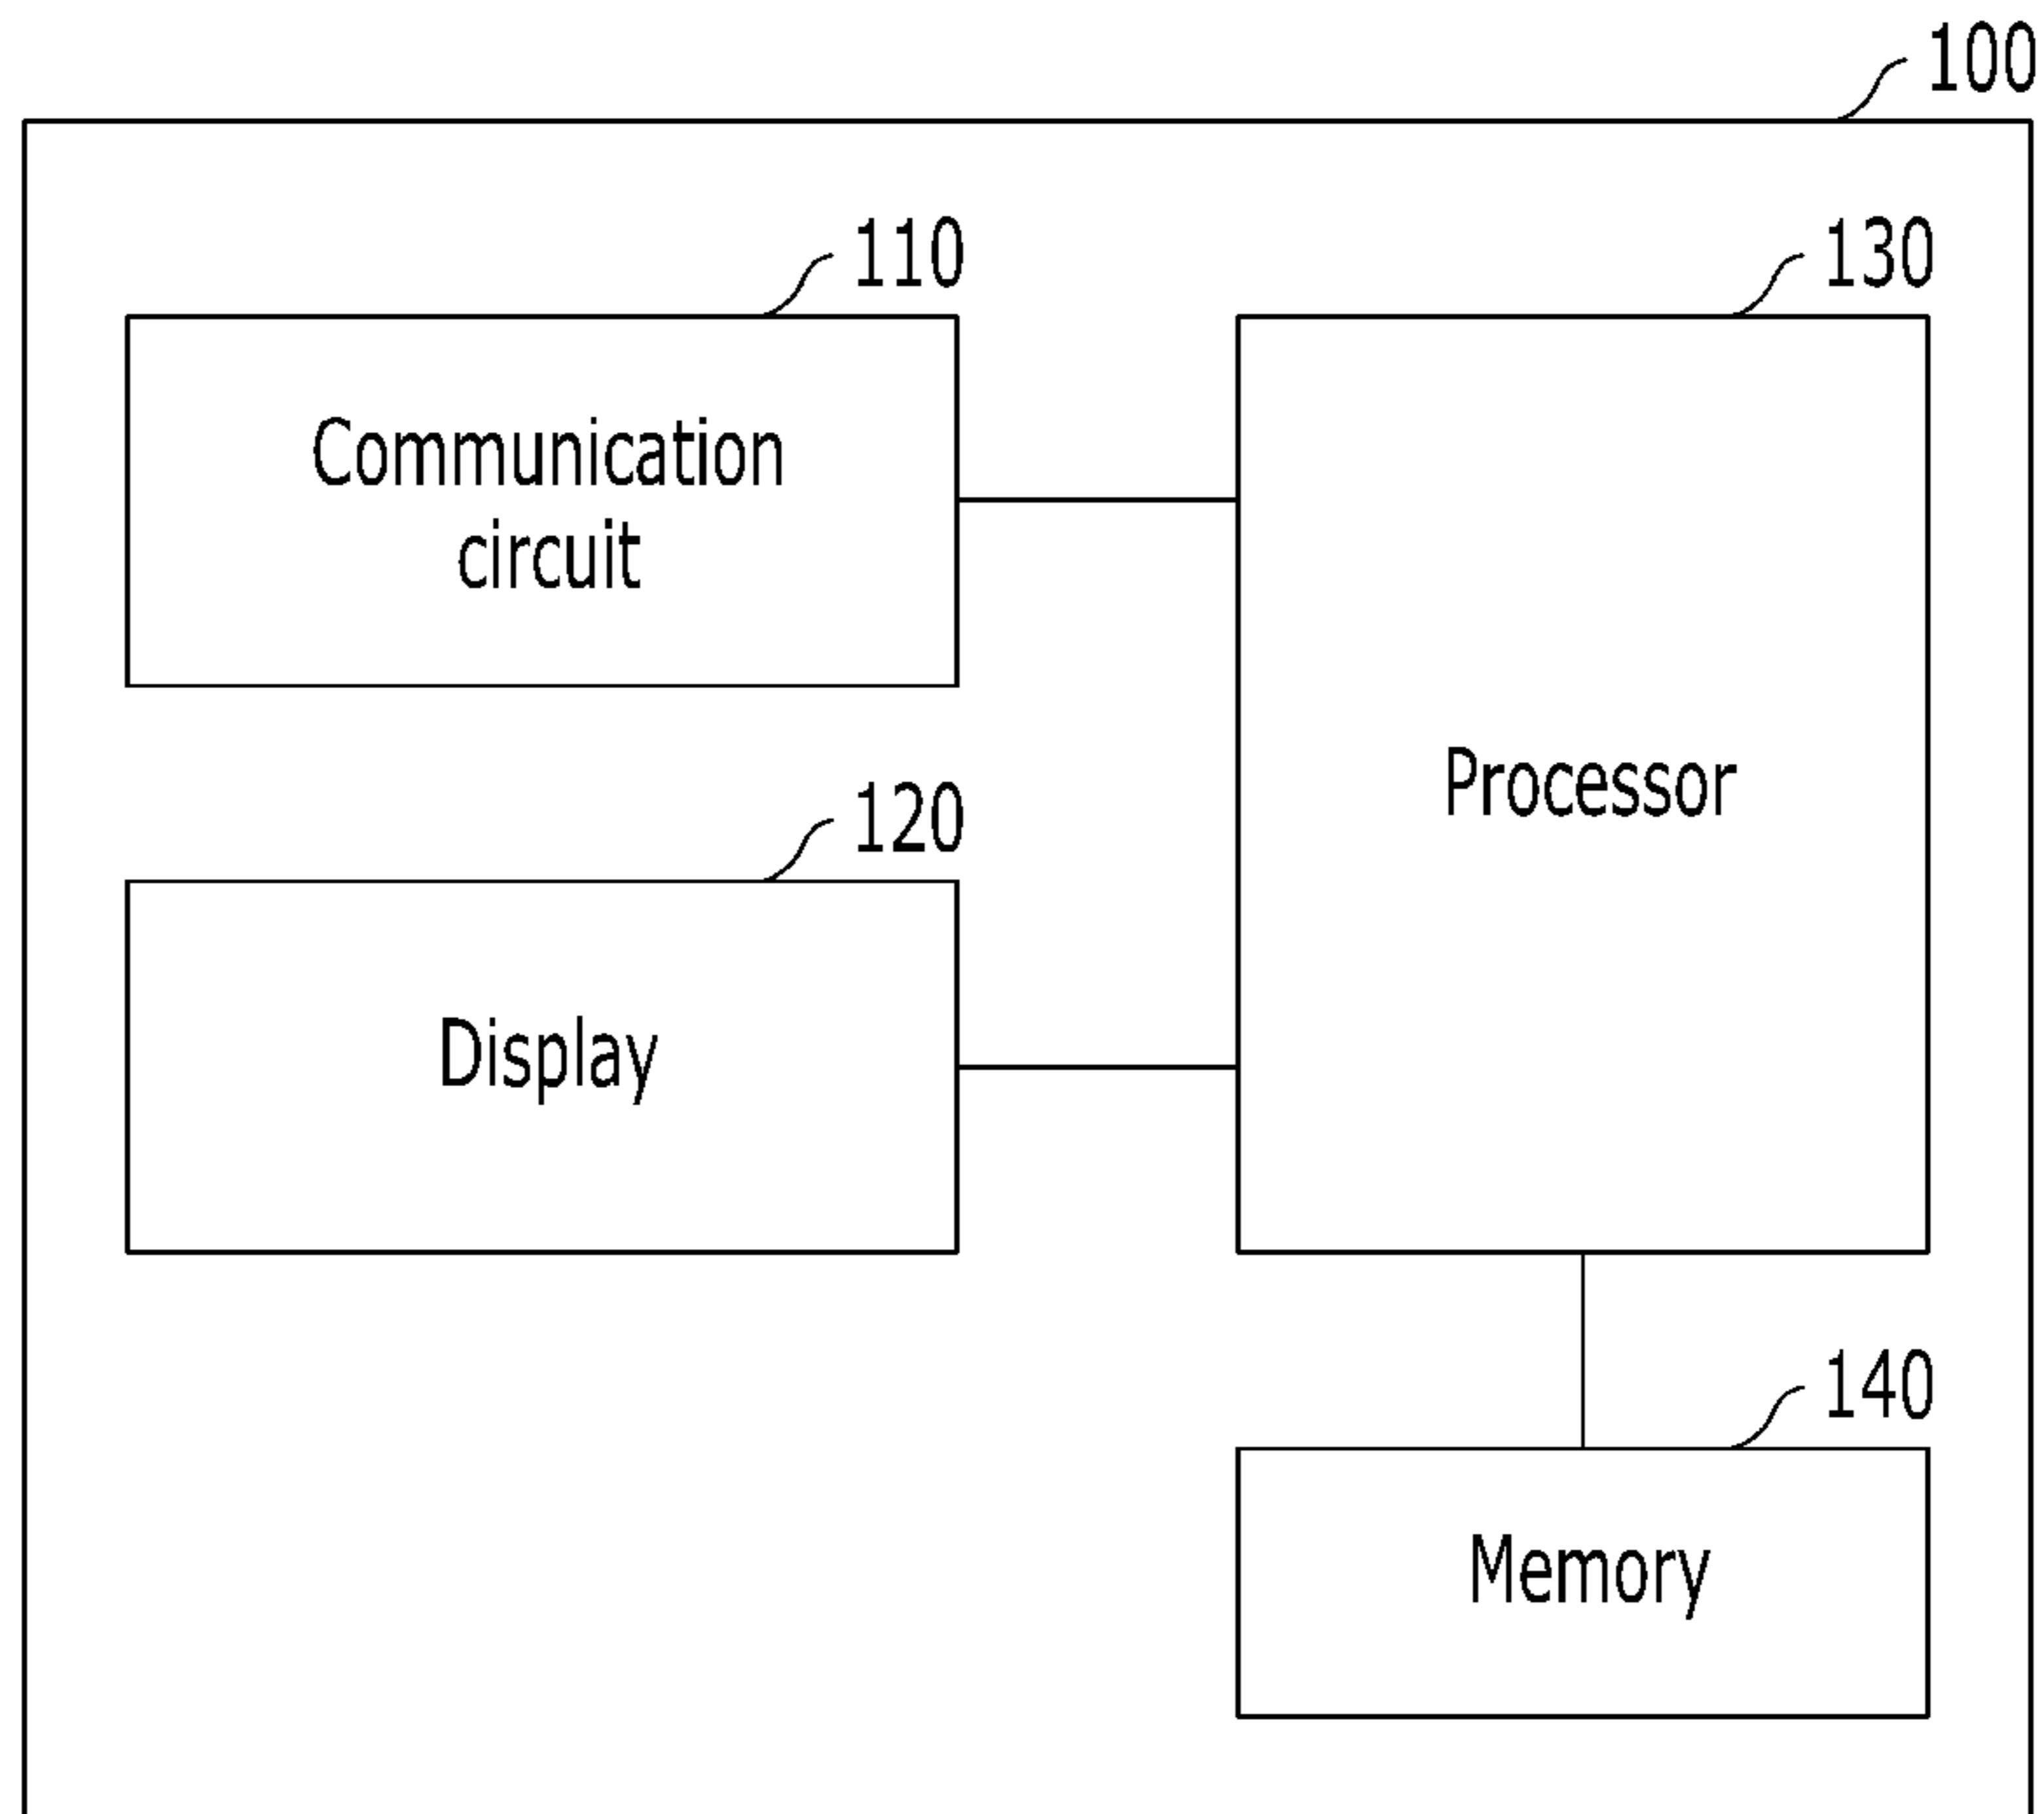 100
110
130
Communication
circuit
Processor
120
Display
140
Memory